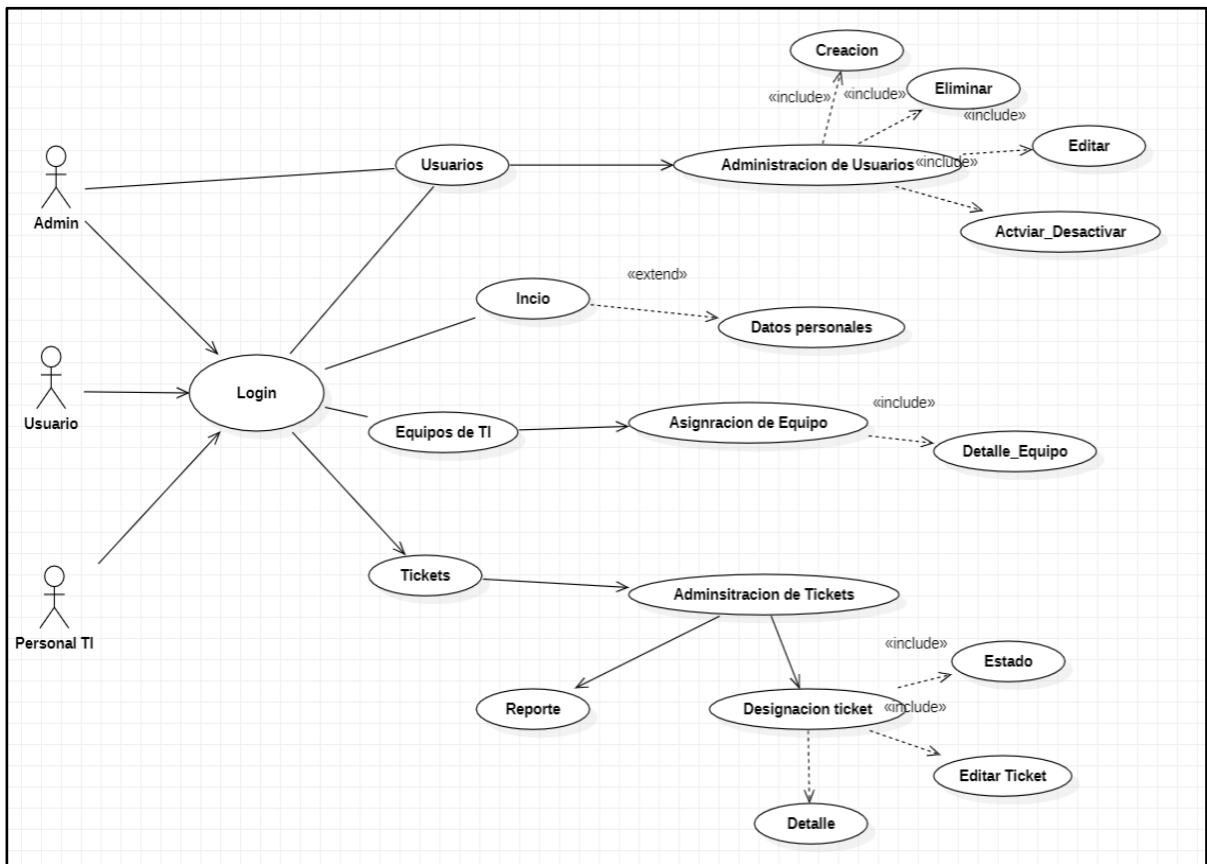 Creacion
«include»
«include»
Eliminar
«include»
Editar
Usuarios
Administracion de Usuarios
«include»
Admin
Actviar_Desactivar
«extend»
Incio
Datos personales
Login
Usuario
«include»
Equipos de TI
Asignracion de Equipo
Detalle_Equipo
Tickets
Adminsitracion de Tickets
Personal TI
«include»
Estado
Reporte
Designacion ticket
«include»
Editar Ticket
Detalle